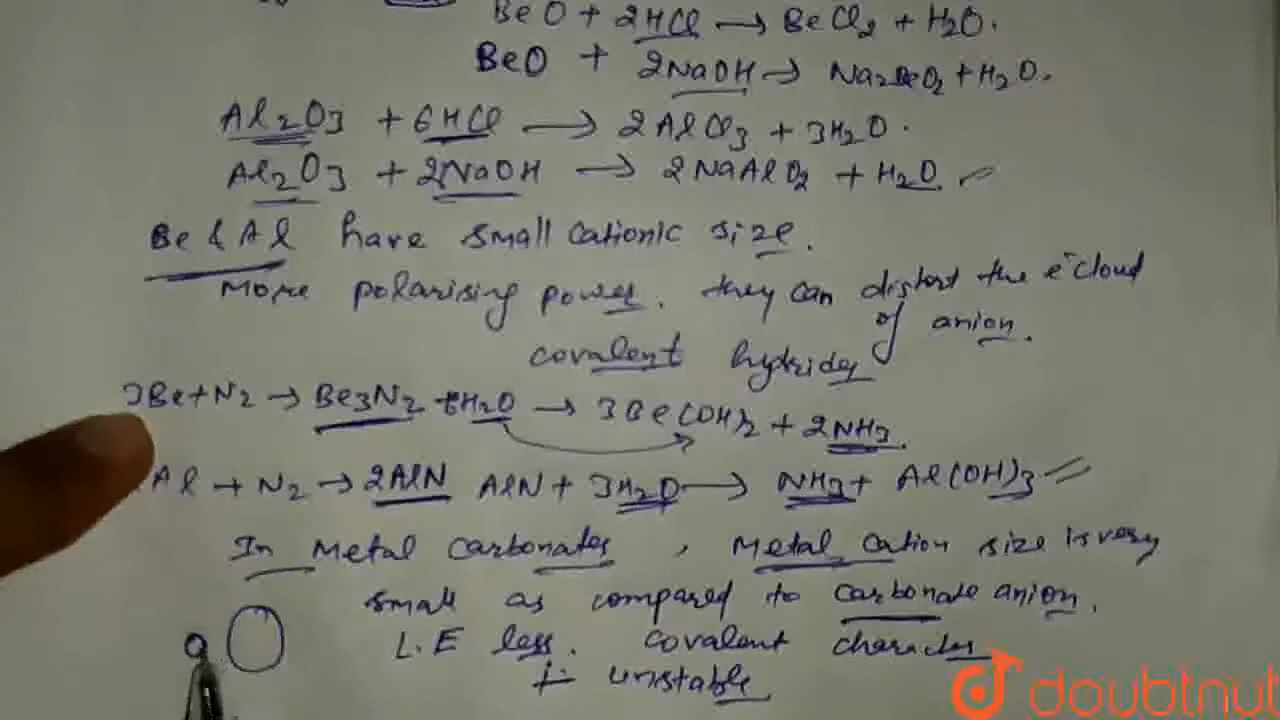 BeO + 2HCl → BeCl2 + H2O.
BeO + 2NaOH → Na2BeO2 + H2O.
Al2O3 + 6HCl → 2AlCl3 + 3H2O.
Al2O3 + 2NaOH → 2NaAlO2 + H2O
Be & Al have small cationic size.
More polarising power. they can distort the e⁻ cloud
of anion.
covalent hydrides
3Be + N2 → Be3N2 + 6H2O → 3Be(OH)2 + 2NH3.
Al + N2 → 2AlN AlN + 3H2O → NH3 + Al(OH)3
In Metal Carbonates, Metal Cation size is very
small as compared to carbonate anion.
L.E less. covalent character
unstable
doubtnut